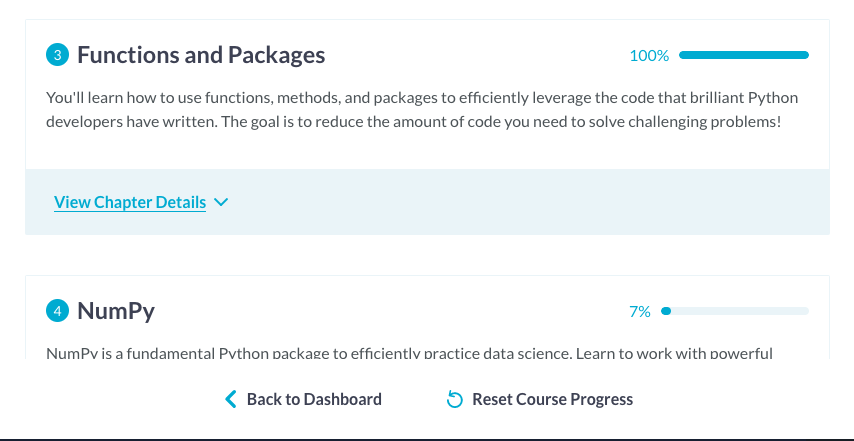 3 Functions and Packages 100%
You'll learn how to use functions, methods, and packages to efficiently leverage the code that brilliant Python
developers have written. The goal is to reduce the amount of code you need to solve challenging problems!
View Chapter Details
4 NumPy 7%
NumPy is a fundamental Python package to efficiently practice data science. Learn to work with powerful
Back to Dashboard Reset Course Progress